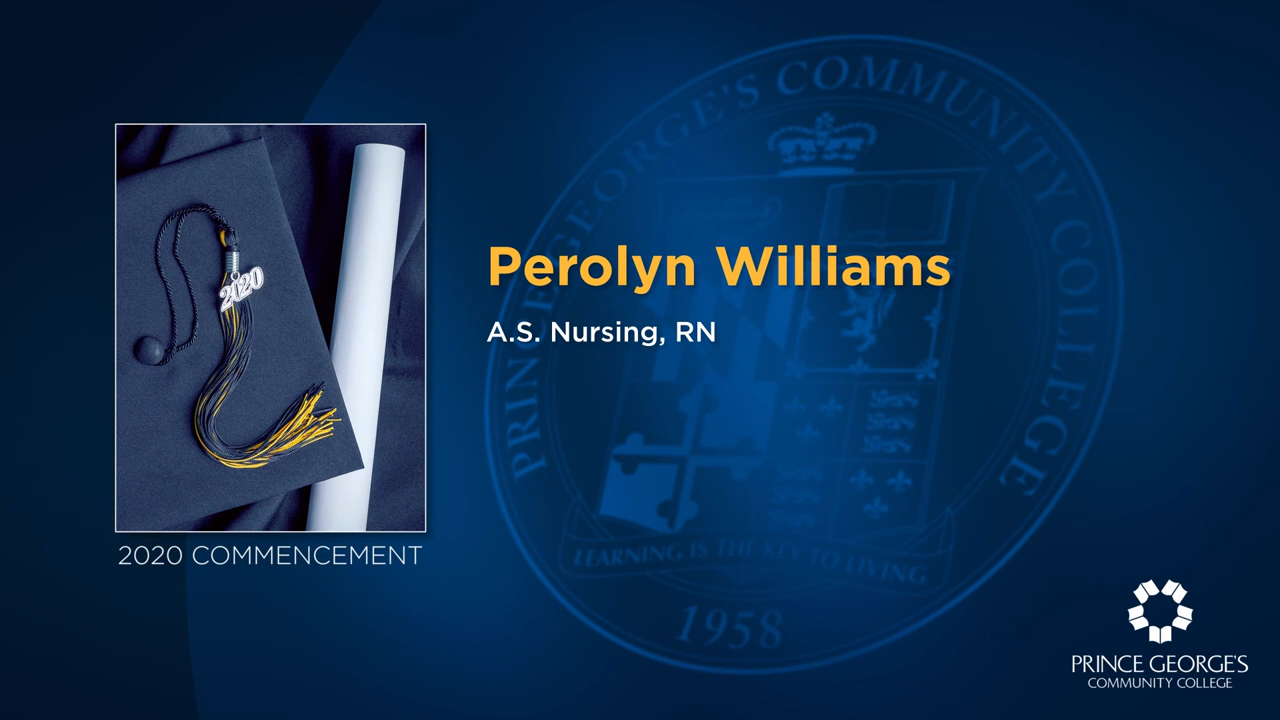 PRINCE GEORGE'S COMMUNITY COLLEGE
2020
Perolyn Williams
A.S. Nursing, RN
2020 COMMENCEMENT
LEARNING IS THE KEY TO LIVING
1958
PRINCE GEORGE'S
COMMUNITY COLLEGE